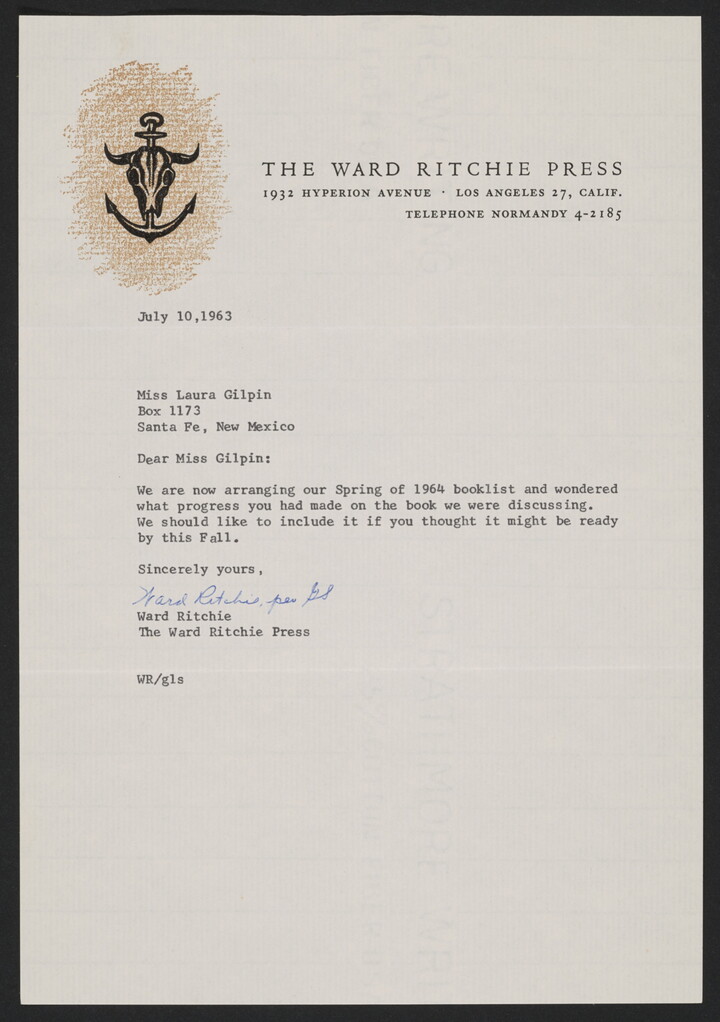 THE WARD RITCHIE PRESS
1932 HYPERION AVENUE · LOS ANGELES 27, CALIF.
TELEPHONE NORMANDY 4-2185
July 10,1963
Miss Laura Gilpin
Box 1173
Santa Fe, New Mexico
Dear Miss Gilpin:
We are now arranging our Spring of 1964 booklist and wondered
what progress you had made on the book we were discussing.
We should like to include it if you thought it might be ready
by this Fall.
Sincerely yours,
Ward Ritchie, per GS
Ward Ritchie
The Ward Ritchie Press
WR/gls